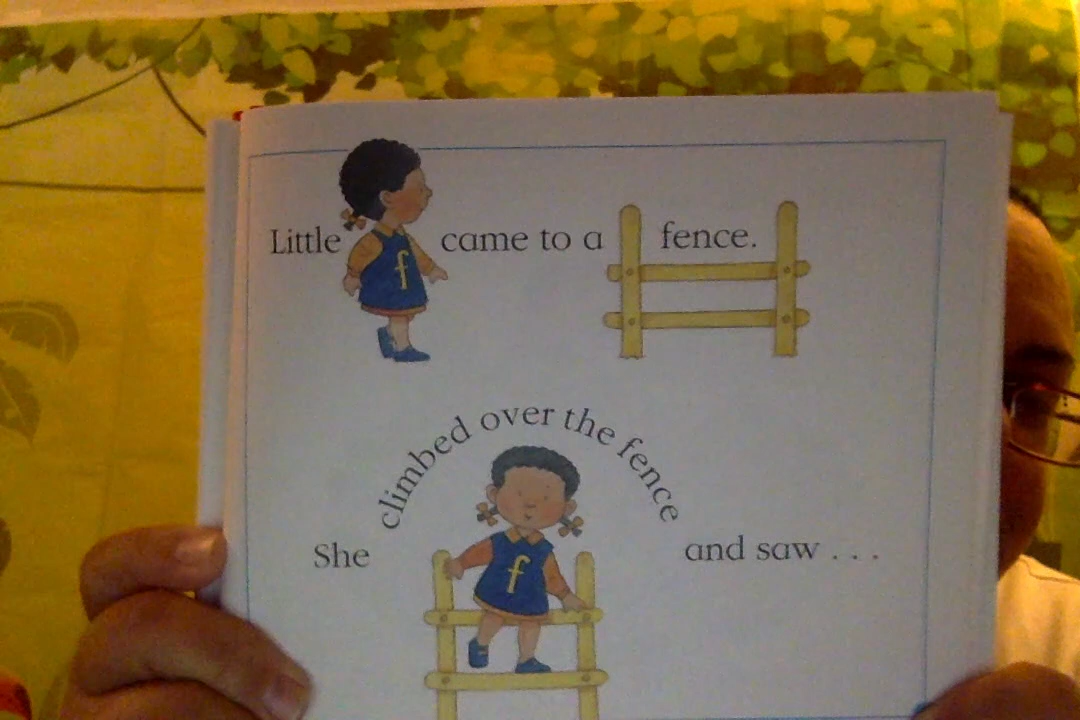 Little f came to a fence.
She climbed over the fence and saw . . .
f